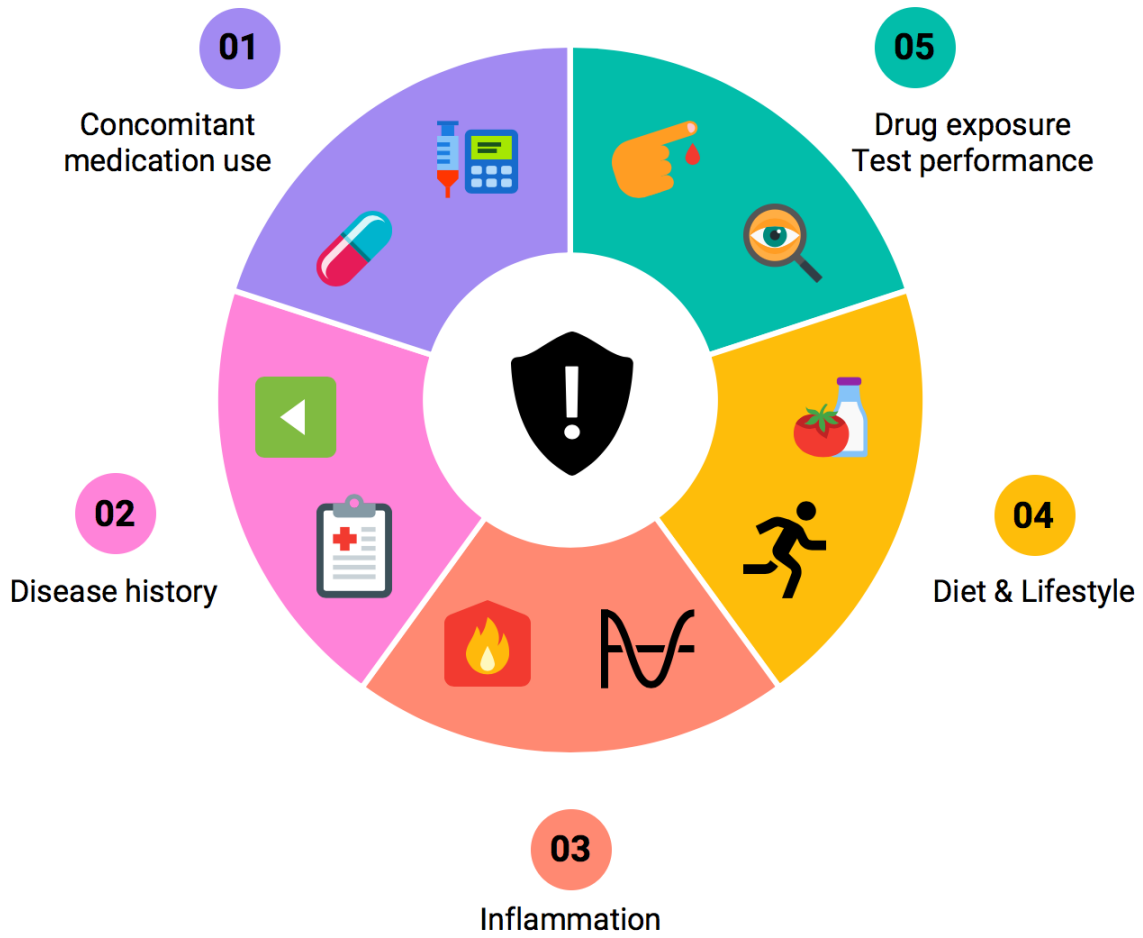 01
Concomitant
medication use
02
Disease history
03
Inflammation
04
Diet & Lifestyle
05
Drug exposure
Test performance